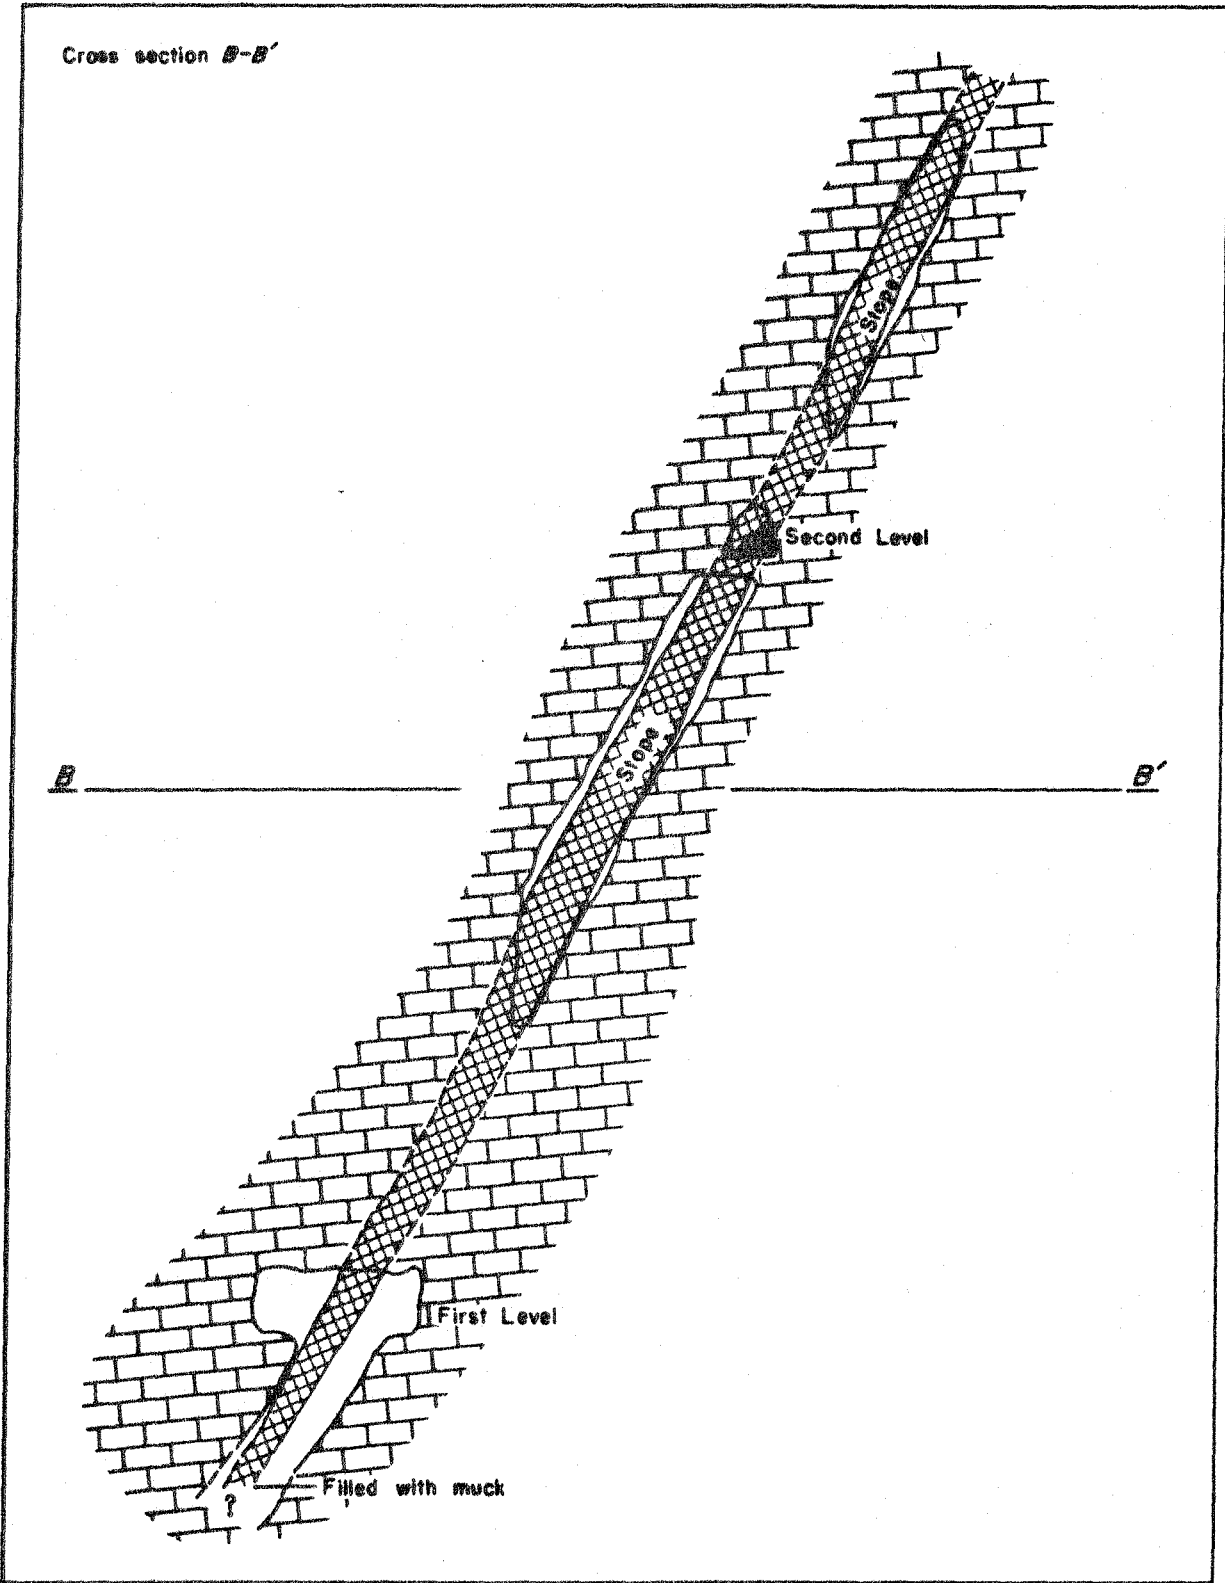 Cross section B-B′
Stope
Second Level
Stope
B
B′
First Level
Filled with muck
?